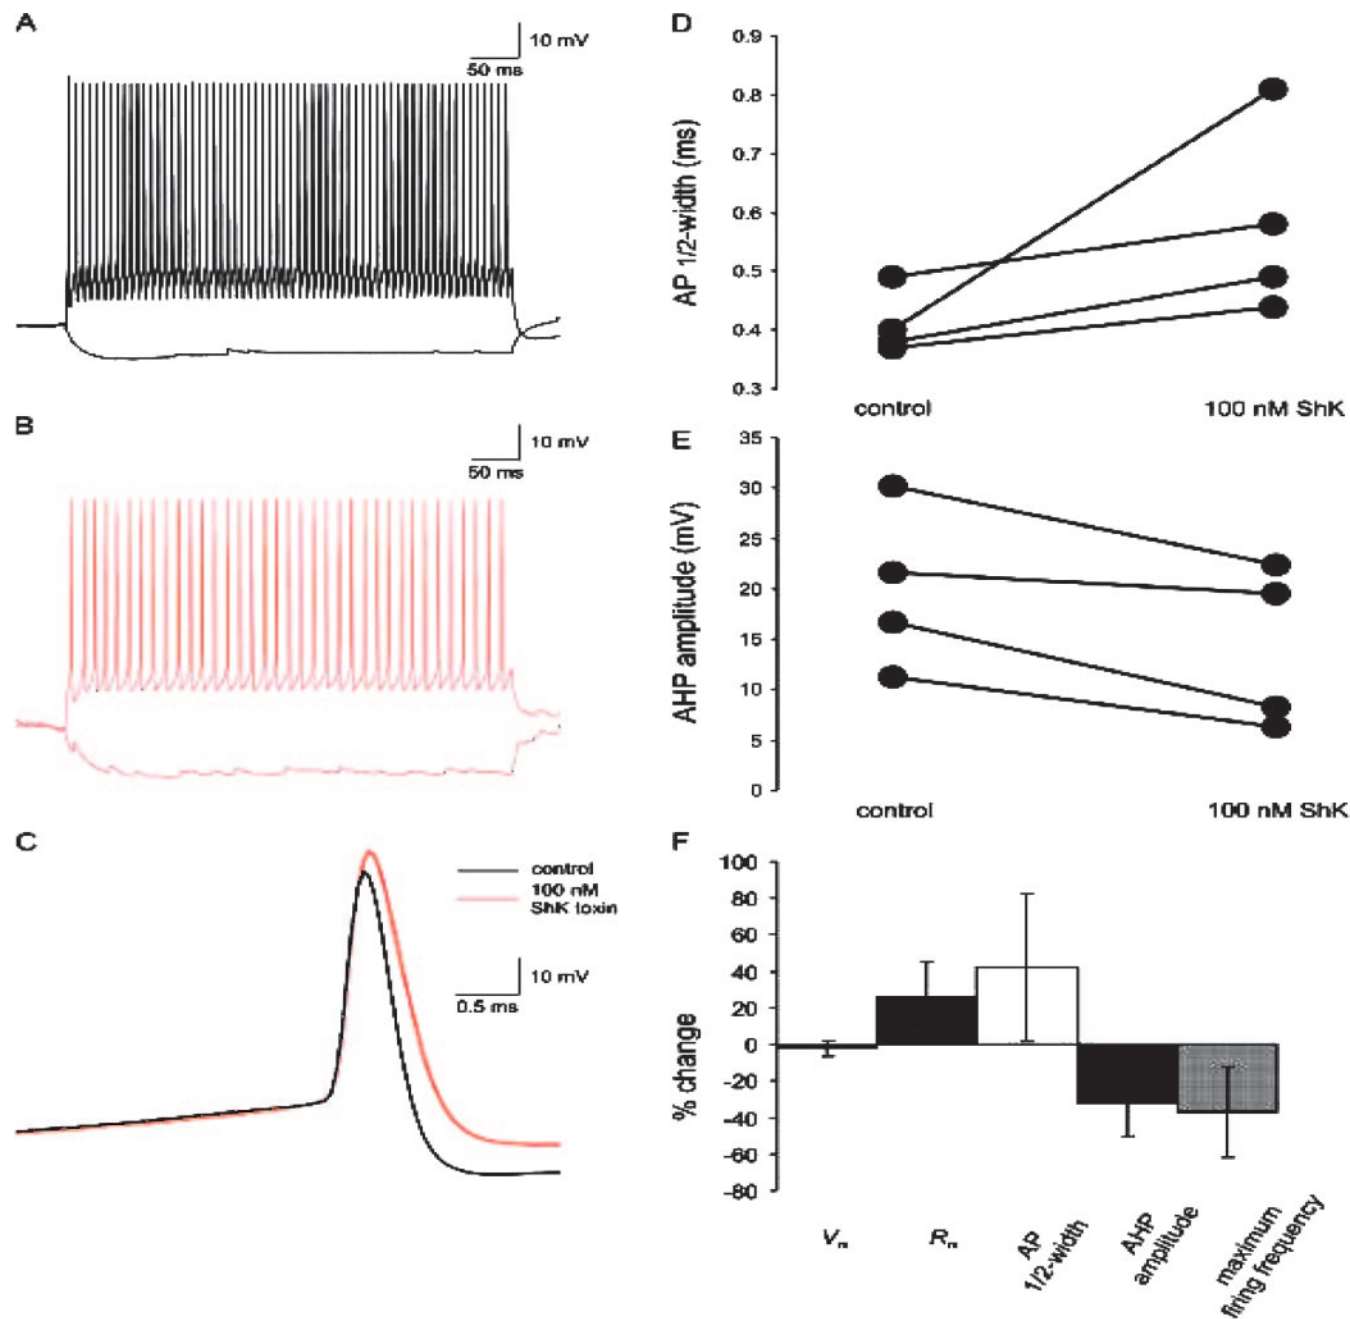 A
10 mV
50 ms
B
10 mV
50 ms
C
control
100 nM
ShK toxin
10 mV
0.5 ms
D
AP 1/2-width (ms)
0.9
0.8
0.7
0.6
0.5
0.4
0.3
control
100 nM ShK
E
AHP amplitude (mV)
35
30
25
20
15
10
5
0
control
100 nM ShK
F
% change
100
80
60
40
20
0
-20
-40
-60
-80
AP
1/2-width
AHP
amplitude
maximum
firing frequency